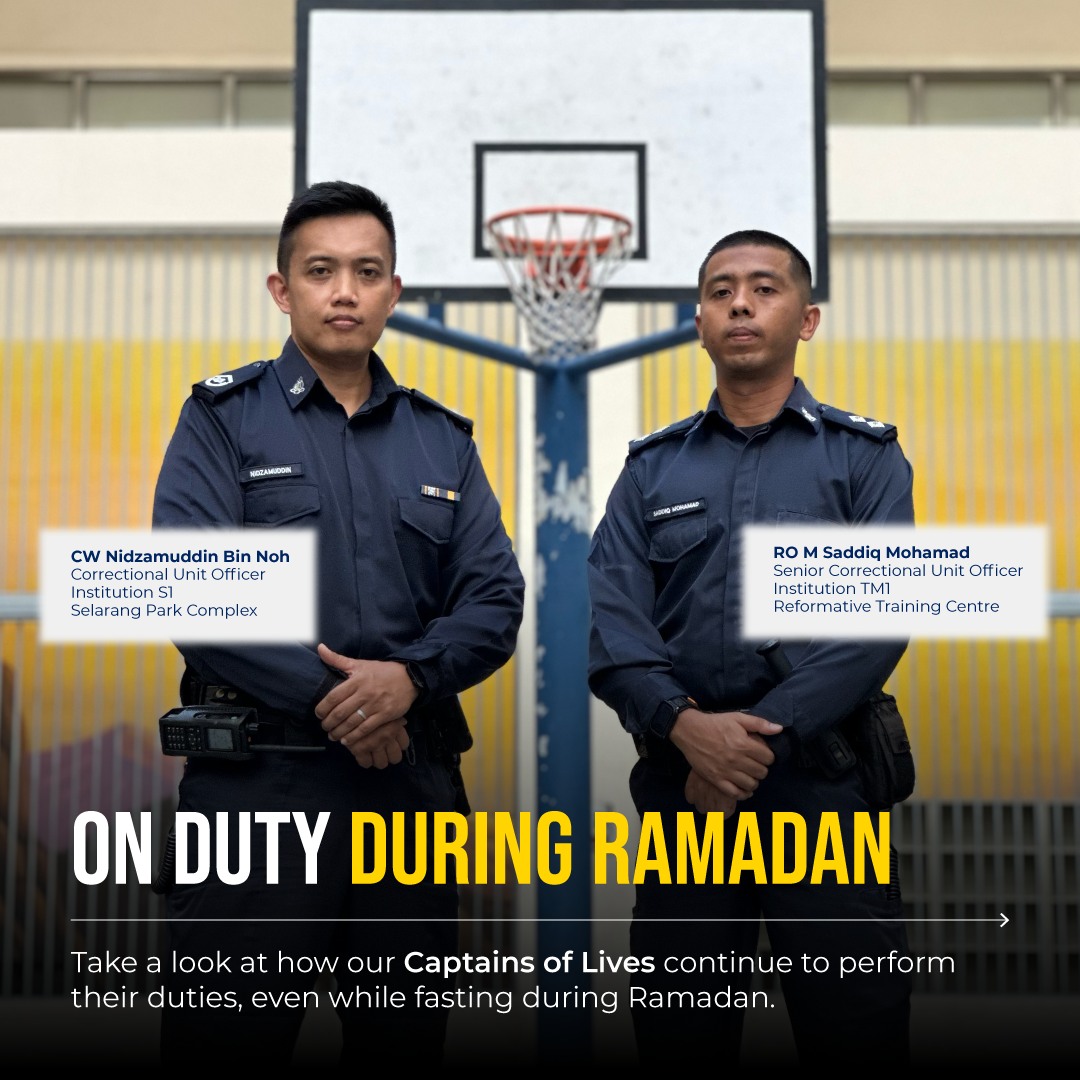 NIDZAMUDDIN
SADDIQ MOHAMAD
CW Nidzamuddin Bin Noh
Correctional Unit Officer
Institution S1
Selarang Park Complex
RO M Saddiq Mohamad
Senior Correctional Unit Officer
Institution TM1
Reformative Training Centre
ON DUTY DURING RAMADAN
Take a look at how our Captains of Lives continue to perform
their duties, even while fasting during Ramadan.